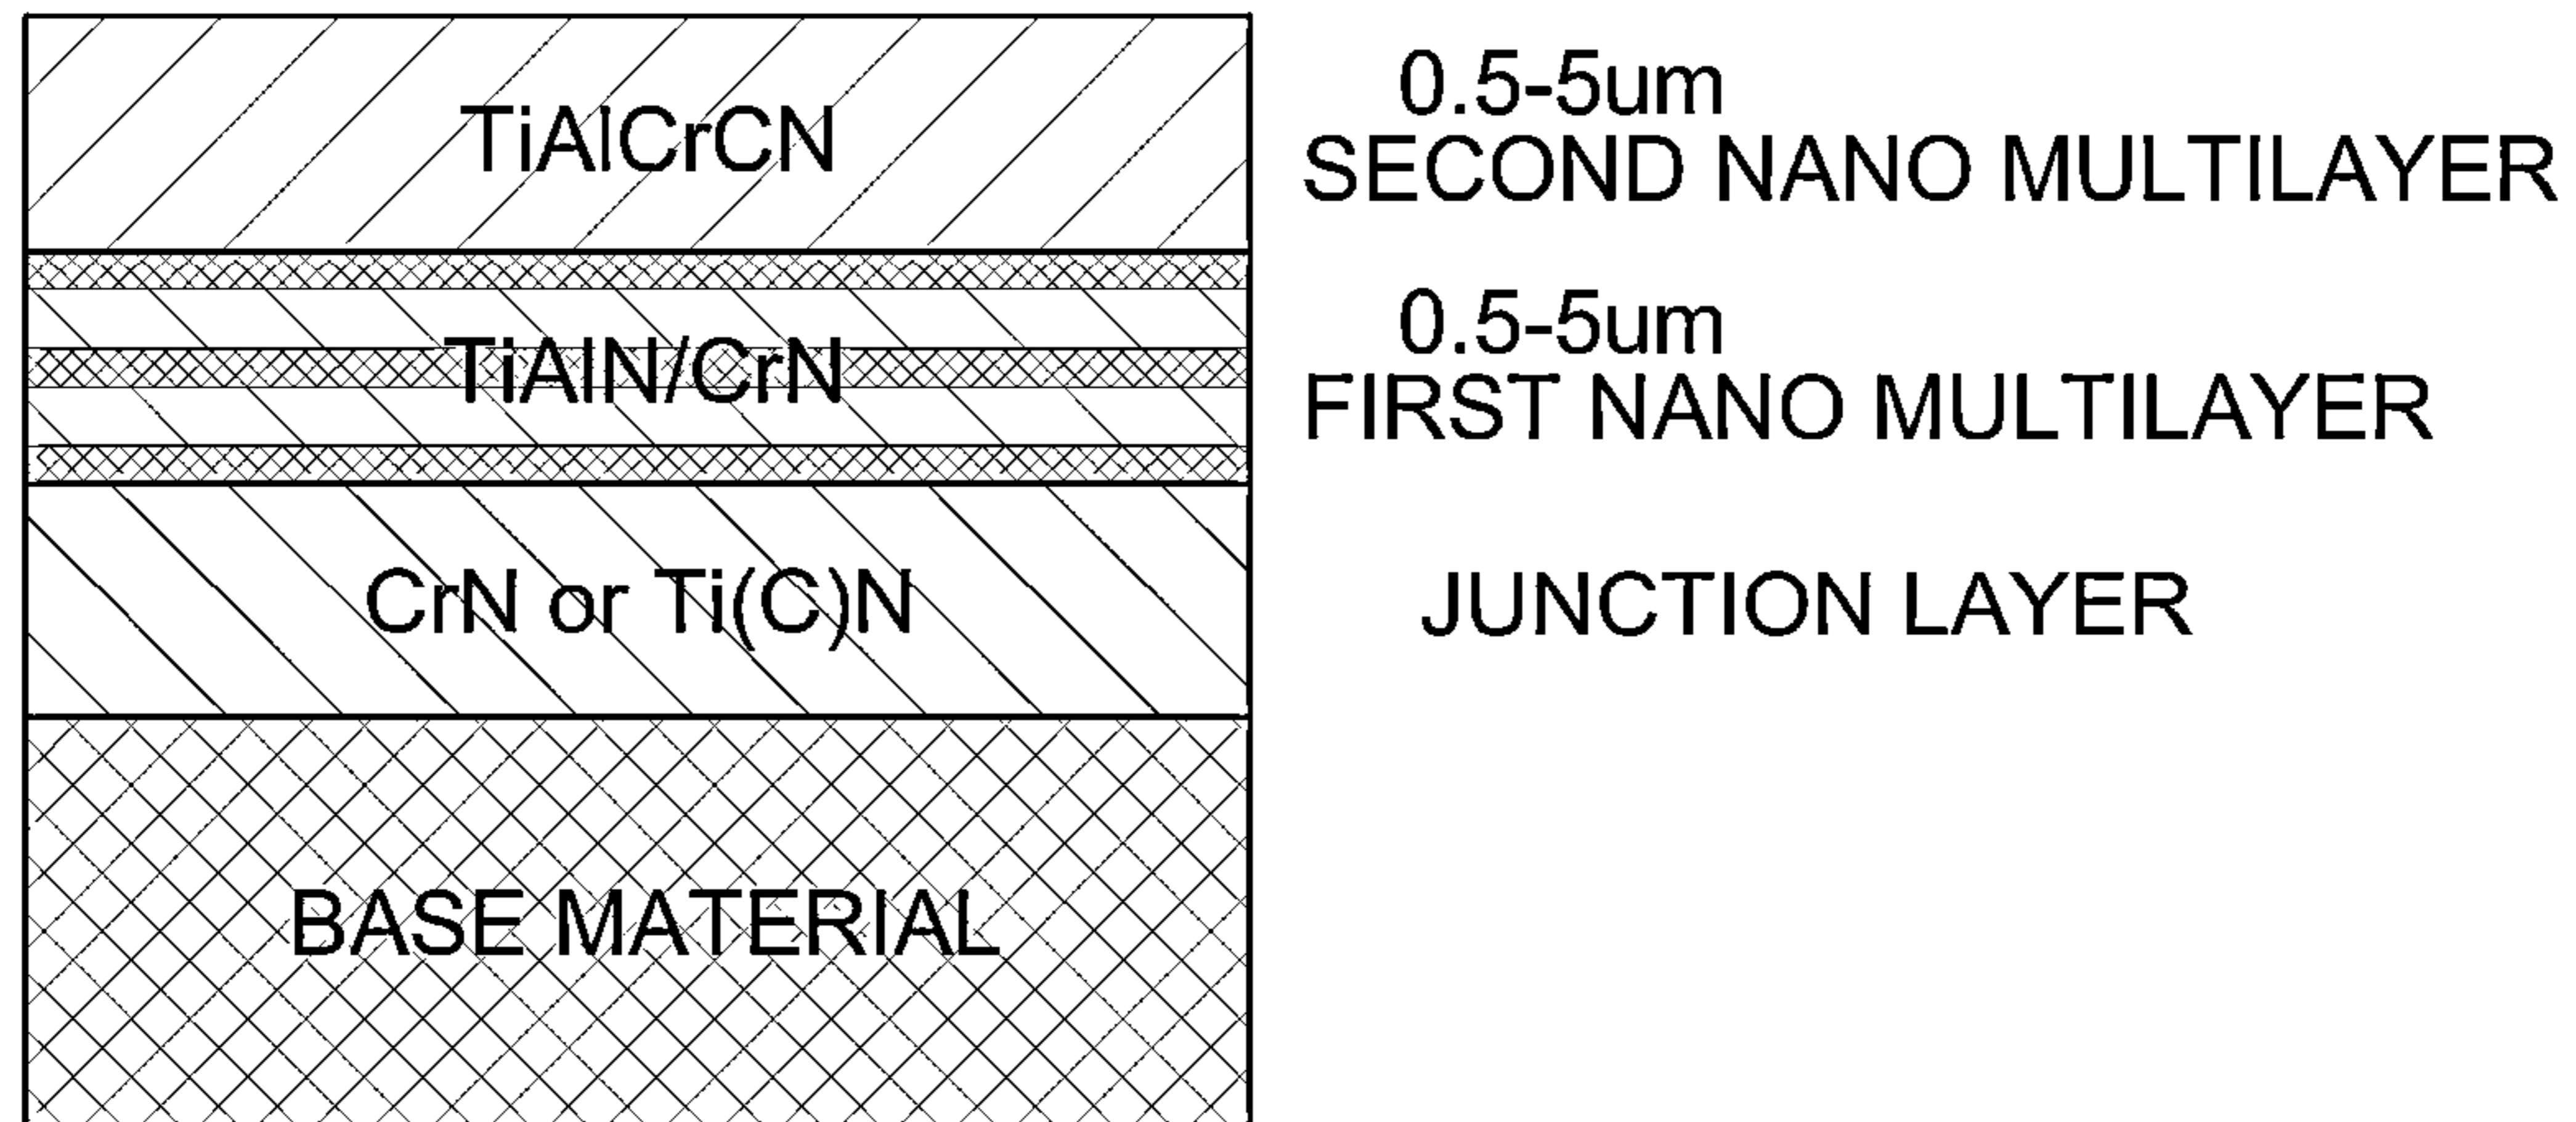 TiAlCrCN
0.5-5um
SECOND NANO MULTILAYER
TiAlN/CrN
0.5-5um
FIRST NANO MULTILAYER
CrN or Ti(C)N
JUNCTION LAYER
BASE MATERIAL